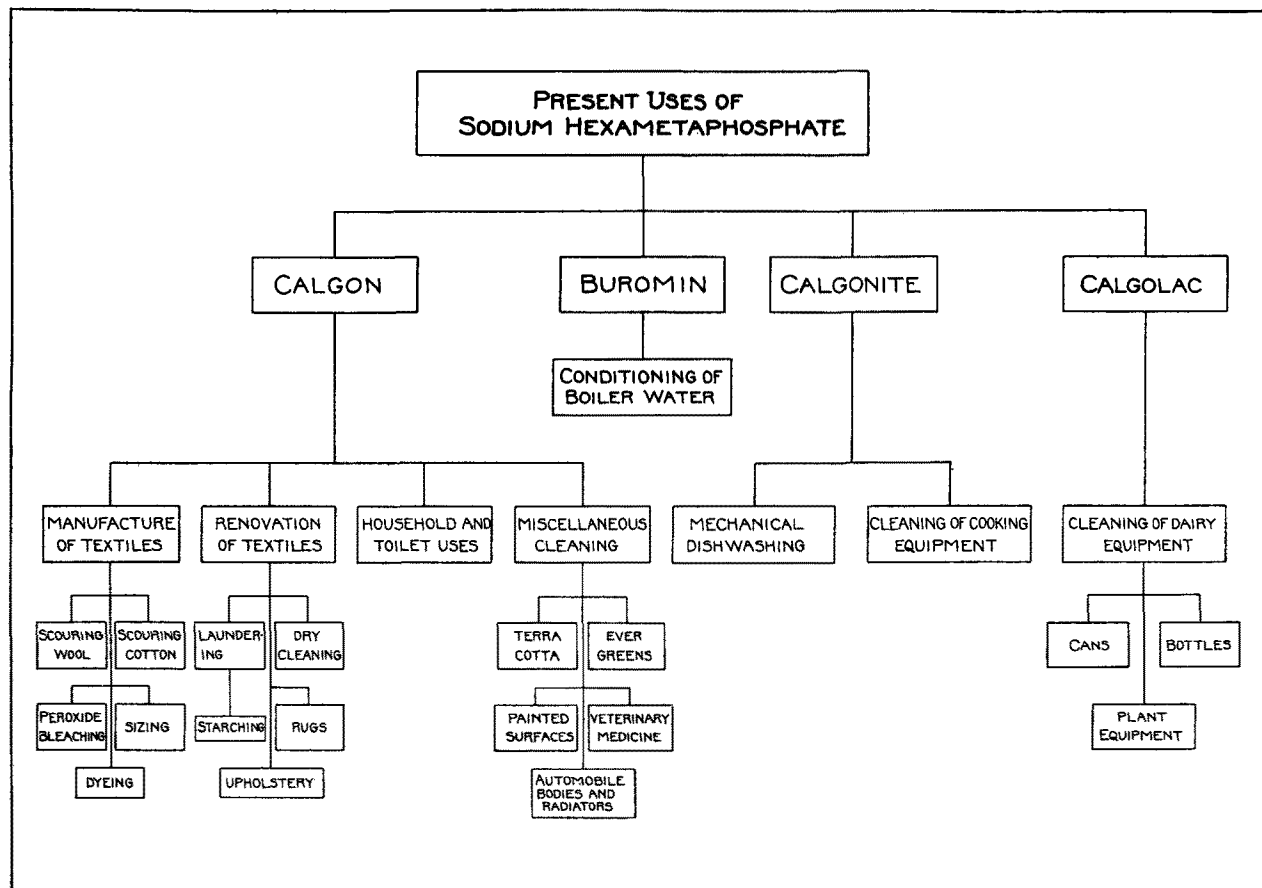 PRESENT USES OF
SODIUM HEXAMETAPHOSPHATE
CALGON
BUROMIN
CALGONITE
CALGOLAC
CONDITIONING OF
BOILER WATER
MANUFACTURE
OF TEXTILES
RENOVATION
OF TEXTILES
HOUSEHOLD AND
TOILET USES
MISCELLANEOUS
CLEANING
MECHANICAL
DISHWASHING
CLEANING OF COOKING
EQUIPMENT
CLEANING OF DAIRY
EQUIPMENT
SCOURING
WOOL
SCOURING
COTTON
LAUNDER-
ING
DRY
CLEANING
TERRA
COTTA
EVER
GREENS
CANS
BOTTLES
PEROXIDE
BLEACHING
SIZING
STARCHING
RUGS
PAINTED
SURFACES
VETERINARY
MEDICINE
PLANT
EQUIPMENT
DYEING
UPHOLSTERY
AUTOMOBILE
BODIES AND
RADIATORS